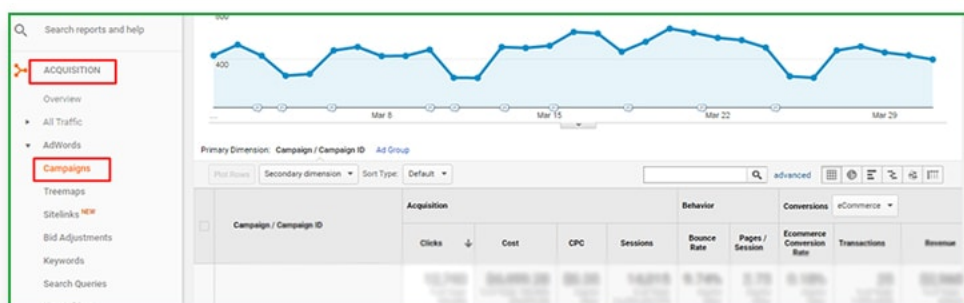 Search reports and help
ACQUISITION
Overview
All Traffic
AdWords
Campaigns
Treemaps
Sitelinks NEW
Bid Adjustments
Keywords
Search Queries
400
...
Mar 8
Mar 15
Mar 22
Mar 29
Primary Dimension: Campaign / Campaign ID Ad Group
Plot Rows Secondary dimension Sort Type: Default advanced
Campaign / Campaign ID
Acquisition
Behavior
Conversions eCommerce
Clicks
Cost
CPC
Sessions
Bounce Rate
Pages / Session
Ecommerce Conversion Rate
Transactions
Revenue